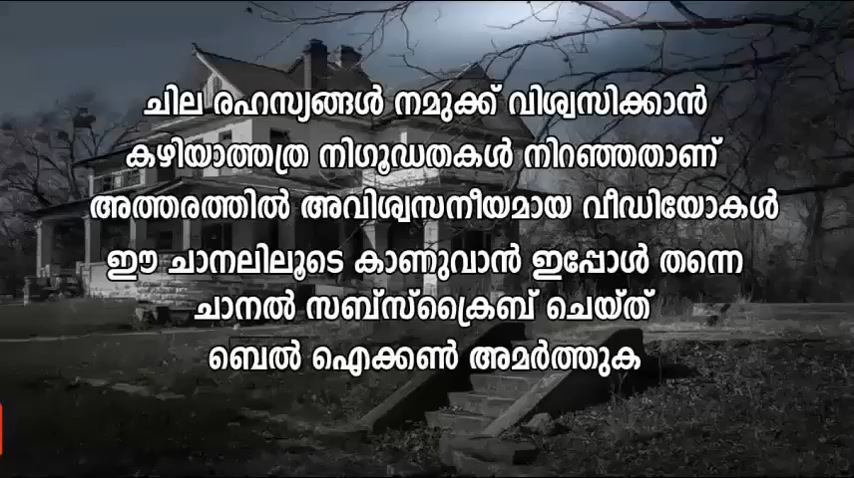 ചില രഹസ്യങ്ങൾ നമുക്ക് വിശ്വസിക്കാൻ
കഴിയാത്തത്ര നിഗൂഡതകൾ നിറഞ്ഞതാണ്
അത്തരത്തിൽ അവിശ്വസനീയമായ വീഡിയോകൾ
ഈ ചാനലിലൂടെ കാണുവാൻ ഇപ്പോൾ തന്നെ
ചാനൽ സബ്സ്ക്രൈബ് ചെയ്ത്
ബെൽ ഐക്കൺ അമർത്തുക